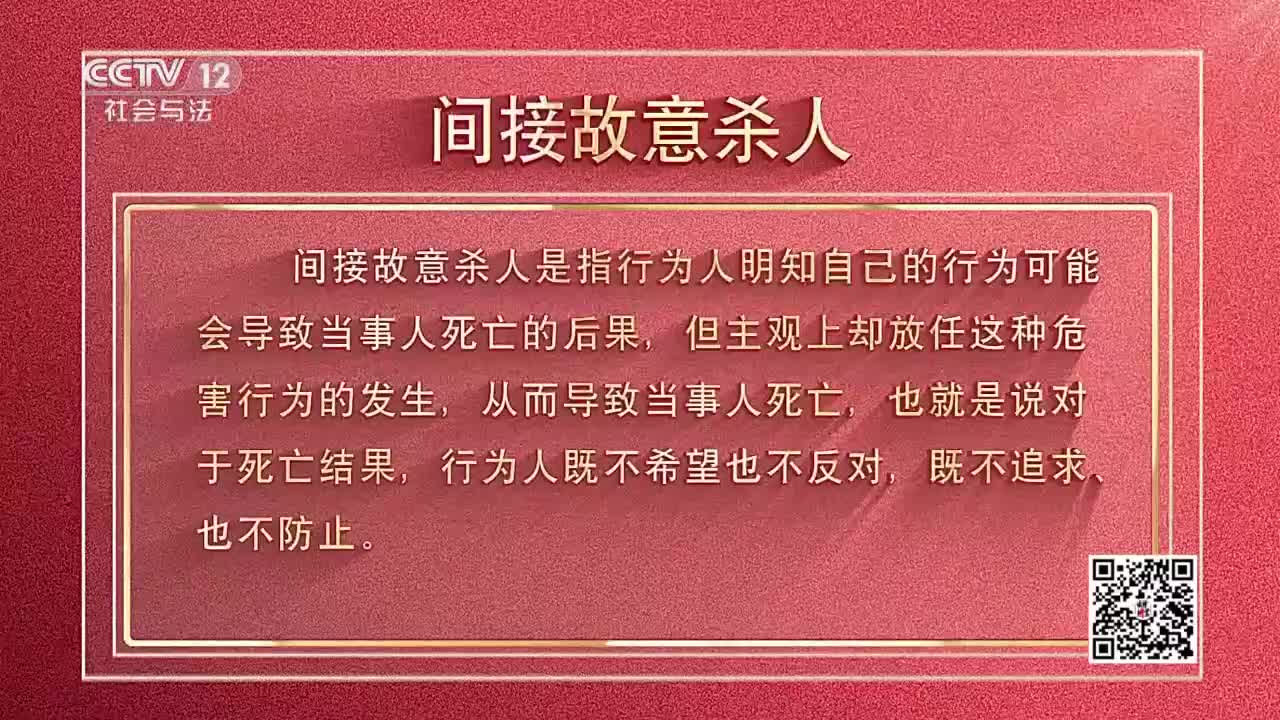 CCTV 12
社会与法
间接故意杀人
间接故意杀人是指行为人明知自己的行为可能
会导致当事人死亡的后果，但主观上却放任这种危
害行为的发生，从而导致当事人死亡，也就是说对
于死亡结果，行为人既不希望也不反对，既不追求、
也不防止。